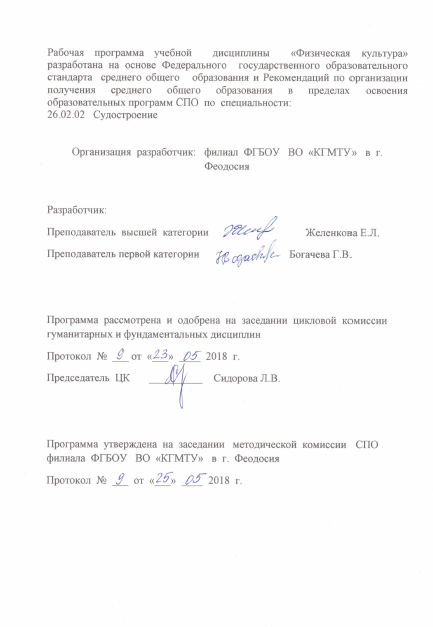 Рабочая программа учебной дисциплины «Физическая культура»
разработана на основе Федерального государственного образовательного
стандарта среднего общего образования и Рекомендаций по организации
получения среднего общего образования в пределах освоения
образовательных программ СПО по специальности:
26.02.02 Судостроение
Организация разработчик: филиал ФГБОУ ВО «КГМТУ» в г.
Феодосия
Разработчик:
Преподаватель высшей категории Желенкова Е.Л.
Преподаватель первой категории Богачева Г.В.
Программа рассмотрена и одобрена на заседании цикловой комиссии
гуманитарных и фундаментальных дисциплин
Протокол № 9 от «23» 05 2018 г.
Председатель ЦК Сидорова Л.В.
Программа утверждена на заседании методической комиссии СПО
филиала ФГБОУ ВО «КГМТУ» в г. Феодосия
Протокол № 9 от «25» 05 2018 г.